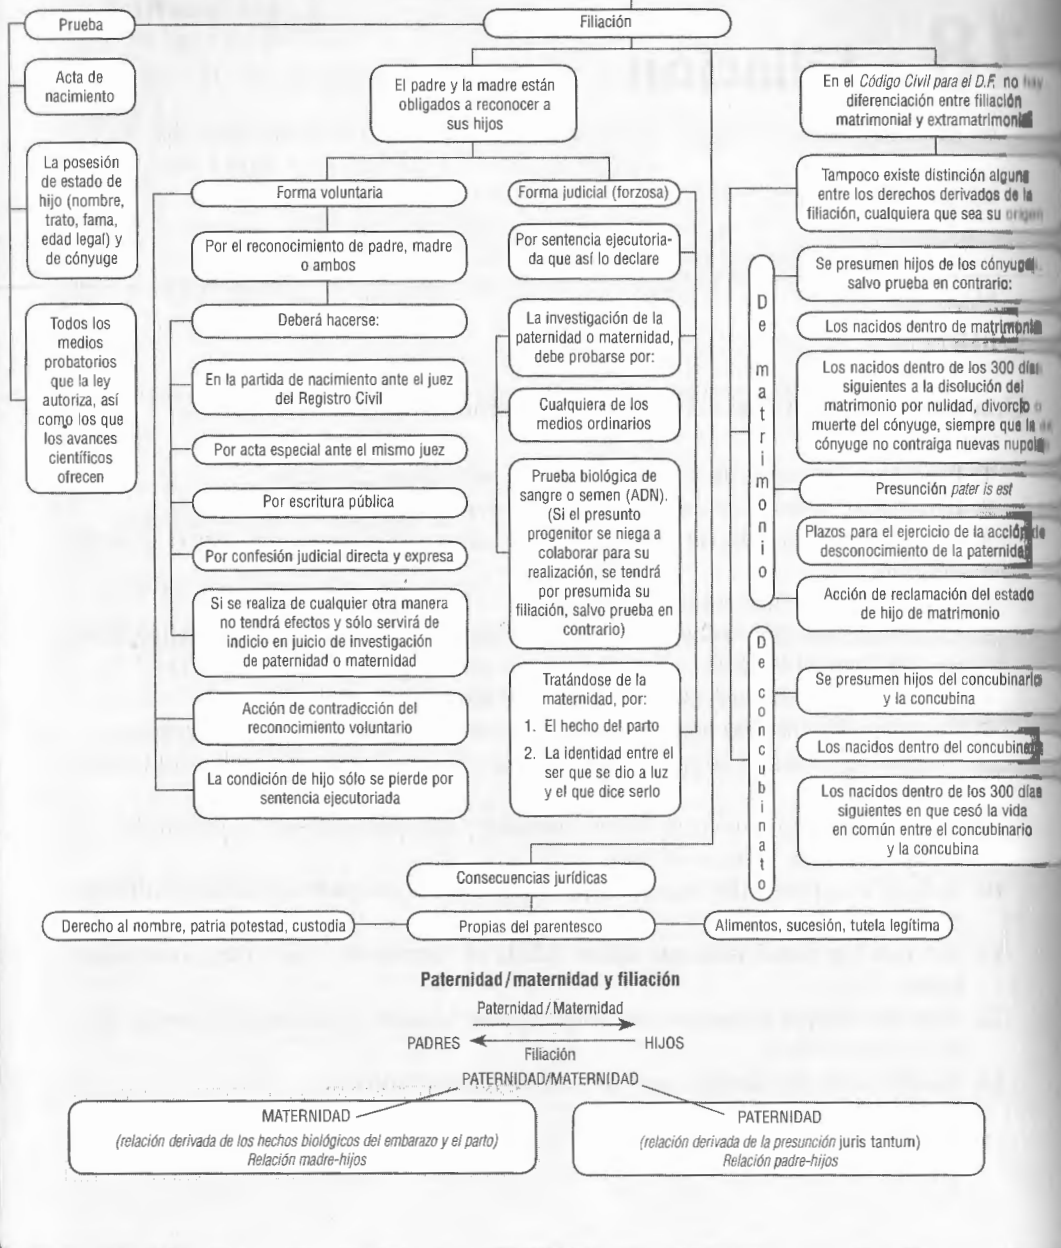 Prueba
Acta de
nacimiento
La posesión
de estado de
hijo (nombre,
trato, fama,
edad legal) y
de cónyuge
Todos los
medios
probatorios
que la ley
autoriza, así
como los que
los avances
científicos
ofrecen
Filiación
El padre y la madre están
obligados a reconocer a
sus hijos
Forma voluntaria
Por el reconocimiento de padre, madre
o ambos
Deberá hacerse:
En la partida de nacimiento ante el juez
del Registro Civil
Por acta especial ante el mismo juez
Por escritura pública
Por confesión judicial directa y expresa
Si se realiza de cualquier otra manera
no tendrá efectos y sólo servirá de
indicio en juicio de investigación
de paternidad o maternidad
Acción de contradicción del
reconocimiento voluntario
La condición de hijo sólo se pierde por
sentencia ejecutoriada
Forma judicial (forzosa)
Por sentencia ejecutoria-
da que así lo declare
La investigación de la
paternidad o maternidad,
debe probarse por:
Cualquiera de los
medios ordinarios
Prueba biológica de
sangre o semen (ADN).
(Si el presunto
progenitor se niega a
colaborar para su
realización, se tendrá
por presumida su
filiación, salvo prueba en
contrario)
Tratándose de la
maternidad, por:
1. El hecho del parto
2. La identidad entre el
ser que se dio a luz
y el que dice serlo
En el Código Civil para el D.F. no
diferenciación entre filiación
matrimonial y extramatrimonial
Tampoco existe distinción alguna
entre los derechos derivados de la
filiación, cualquiera que sea su origen
De matrimonio
Se presumen hijos de los cónyuges,
salvo prueba en contrario:
Los nacidos dentro de matrimonio
Los nacidos dentro de los 300 días
siguientes a la disolución del
matrimonio por nulidad, divorcio o
muerte del cónyuge, siempre que la
cónyuge no contraiga nuevas nupcias
Presunción pater is est
Plazos para el ejercicio de la acción de
desconocimiento de la paternidad
Acción de reclamación del estado
de hijo de matrimonio
De concubinato
Se presumen hijos del concubinario
y la concubina
Los nacidos dentro del concubinato
Los nacidos dentro de los 300 días
siguientes en que cesó la vida
en común entre el concubinario
y la concubina
Consecuencias jurídicas
Derecho al nombre, patria potestad, custodia
Propias del parentesco
Alimentos, sucesión, tutela legítima
Paternidad/maternidad y filiación
Paternidad/Maternidad
PADRES
HIJOS
Filiación
PATERNIDAD/MATERNIDAD
MATERNIDAD
(relación derivada de los hechos biológicos del embarazo y el parto)
Relación madre-hijos
PATERNIDAD
(relación derivada de la presunción juris tantum)
Relación padre-hijos